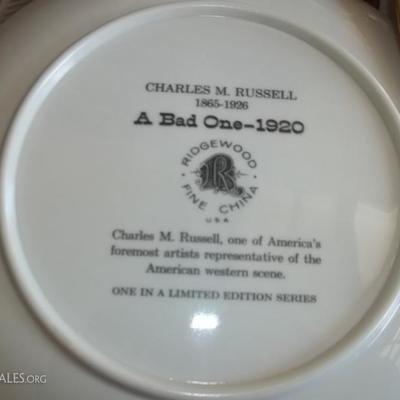 CHARLES M. RUSSELL
1865-1926
A Bad One-1920
RIDGEWOOD
R
FINE CHINA
USA
Charles M. Russell, one of America's
foremost artists representative of the
American western scene.
ONE IN A LIMITED EDITION SERIES
ALES.ORG